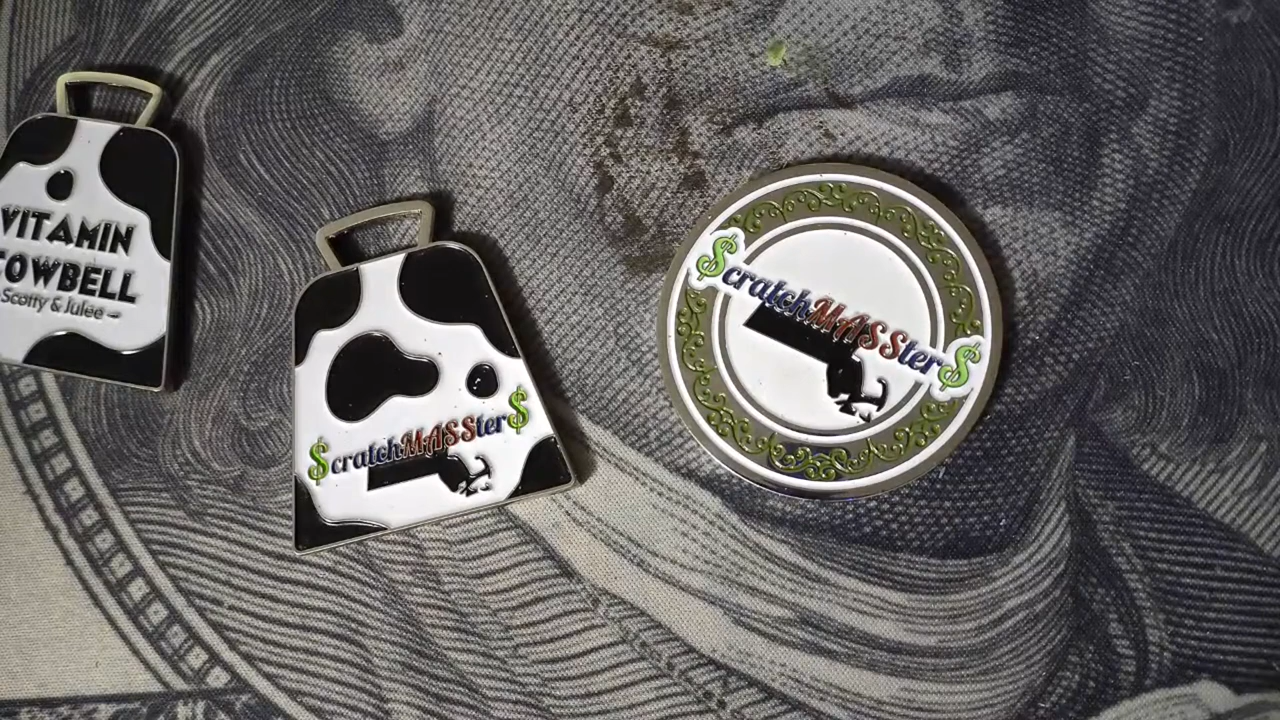 VITAMIN
COWBELL
Scotty & Julee
$cratchMASSter$
$cratchMASSter$